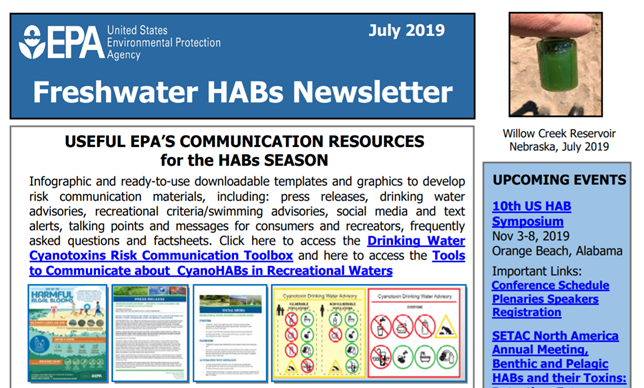 EPA
United States
Environmental Protection
Agency
July 2019
Freshwater HABs Newsletter
USEFUL EPA'S COMMUNICATION RESOURCES
for the HABs SEASON
Infographic and ready-to-use downloadable templates and graphics to develop
risk communication materials, including: press releases, drinking water
advisories, recreational criteria/swimming advisories, social media and text
alerts, talking points and messages for consumers and recreators, frequently
asked questions and factsheets. Click here to access the Drinking Water
Cyanotoxins Risk Communication Toolbox and here to access the Tools
to Communicate about CyanoHABs in Recreational Waters
HARMFUL
ALGAL BLOOMS
EPA
PRESS RELEASE
SOCIAL MEDIA
Cyanotoxin Drinking Water Advisory
Cyanotoxin Drinking Water Advisory
Willow Creek Reservoir
Nebraska, July 2019
UPCOMING EVENTS
10th US HAB
Symposium
Nov 3-8, 2019
Orange Beach, Alabama
Important Links:
Conference Schedule
Plenaries Speakers
Registration
SETAC North America
Annual Meeting,
Benthic and Pelagic
HABs and their Toxins: